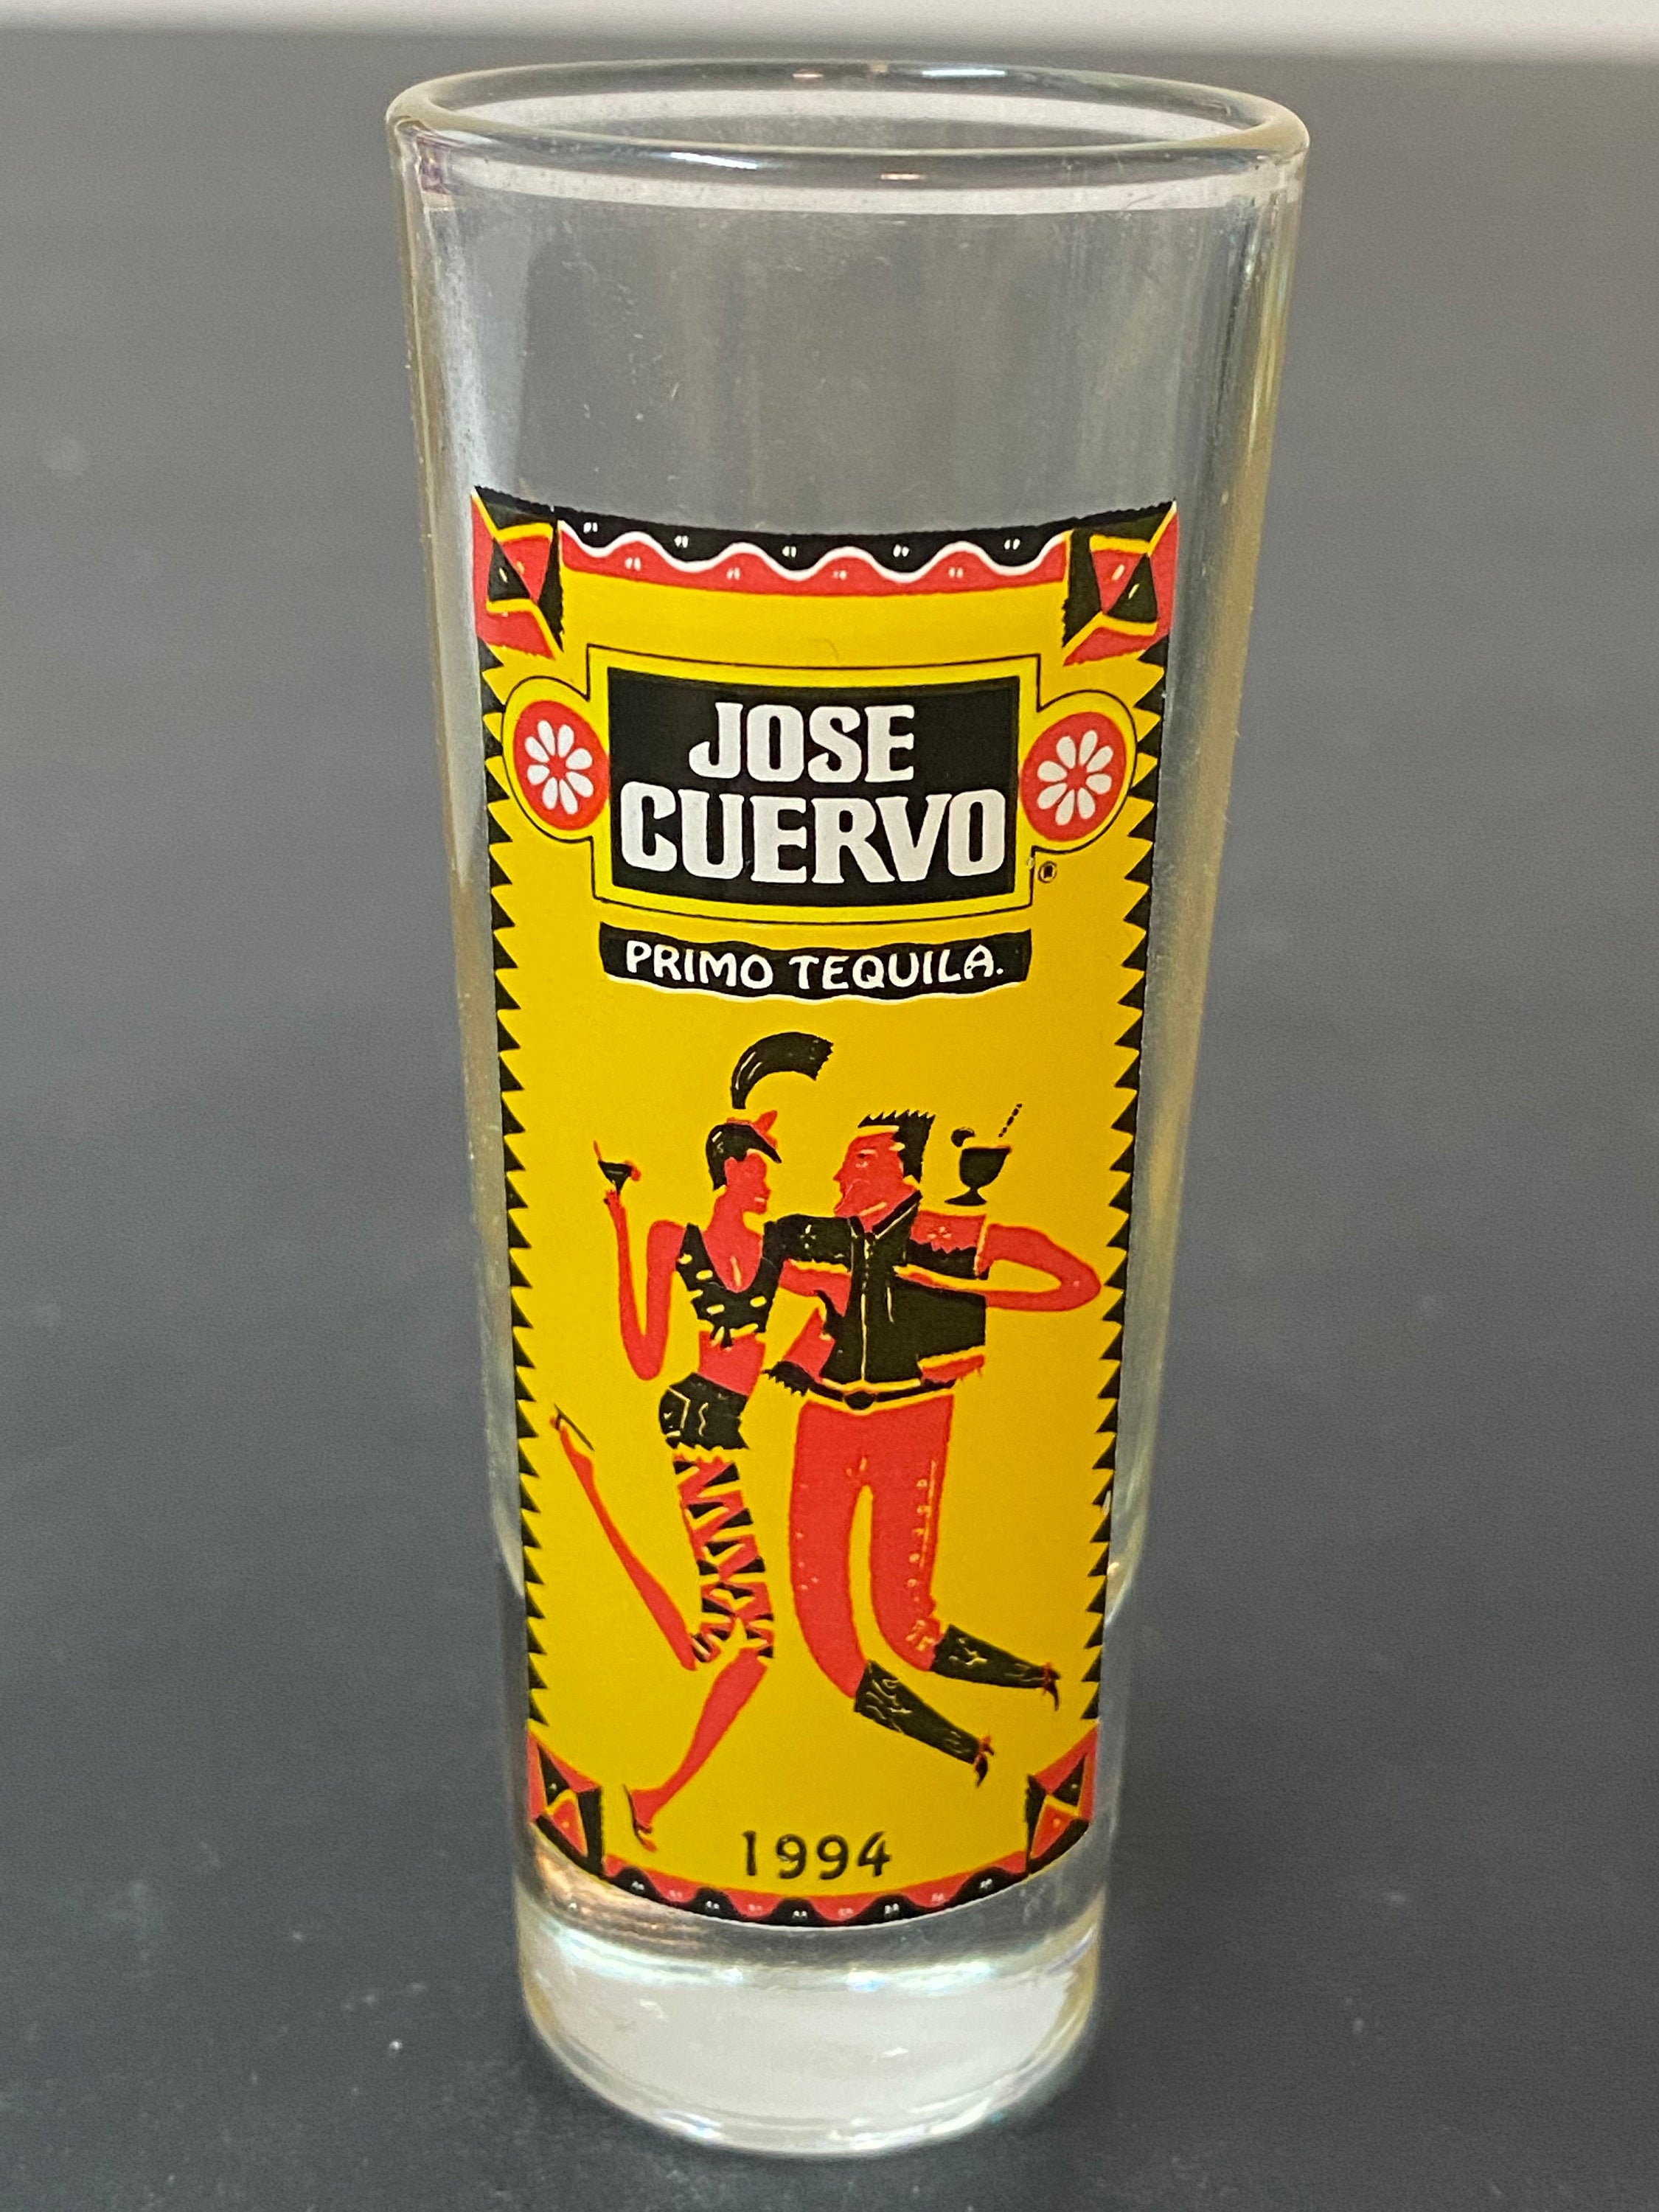 JOSE
CUERVO
®
PRIMO TEQUILA.
1994